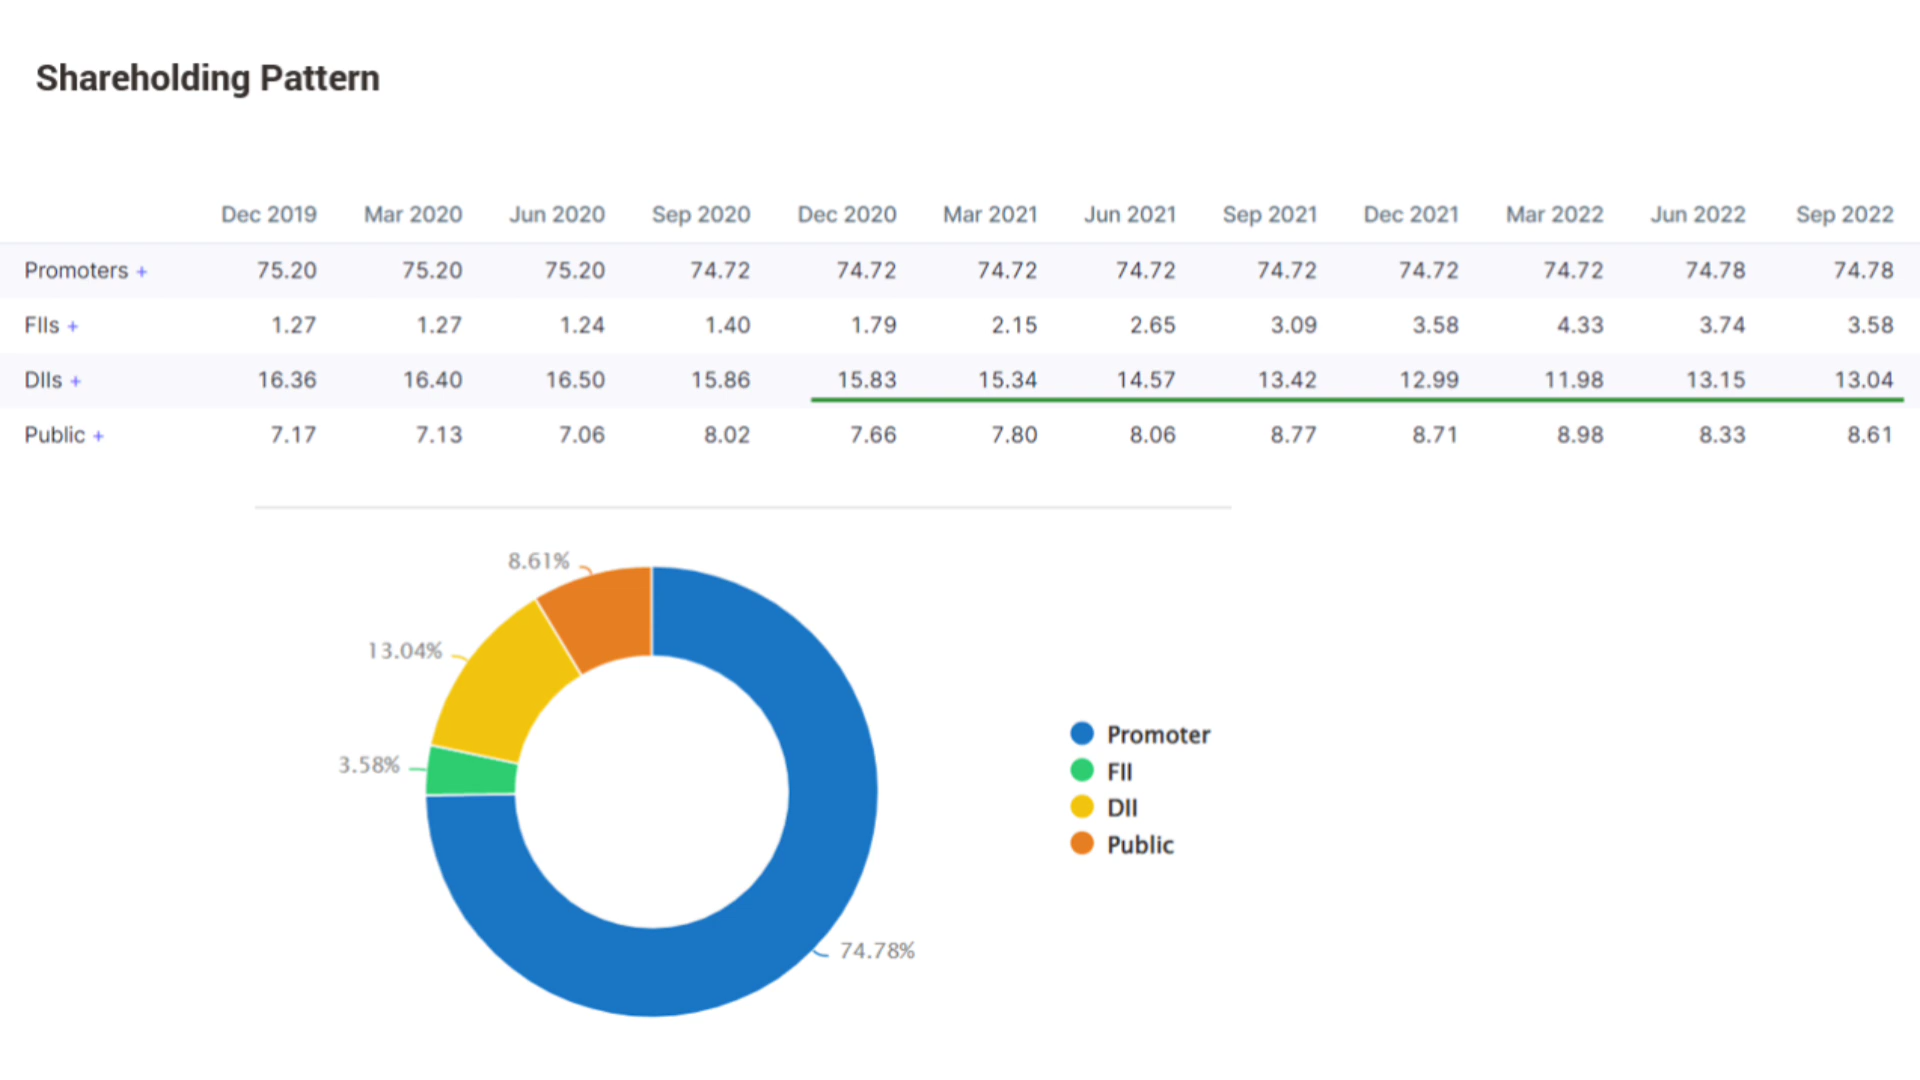 Shareholding Pattern
Dec 2019 Mar 2020 Jun 2020 Sep 2020 Dec 2020 Mar 2021 Jun 2021 Sep 2021 Dec 2021 Mar 2022 Jun 2022 Sep 2022
Promoters + 75.20 75.20 75.20 74.72 74.72 74.72 74.72 74.72 74.72 74.72 74.78 74.78
FIIs + 1.27 1.27 1.24 1.40 1.79 2.15 2.65 3.09 3.58 4.33 3.74 3.58
DIIs + 16.36 16.40 16.50 15.86 15.83 15.34 14.57 13.42 12.99 11.98 13.15 13.04
Public + 7.17 7.13 7.06 8.02 7.66 7.80 8.06 8.77 8.71 8.98 8.33 8.61
8.61%
13.04%
3.58%
74.78%
Promoter
FII
DII
Public